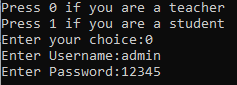 Press 0 if you are a teacher
Press 1 if you are a student
Enter your choice:0
Enter Username:admin
Enter Password:12345